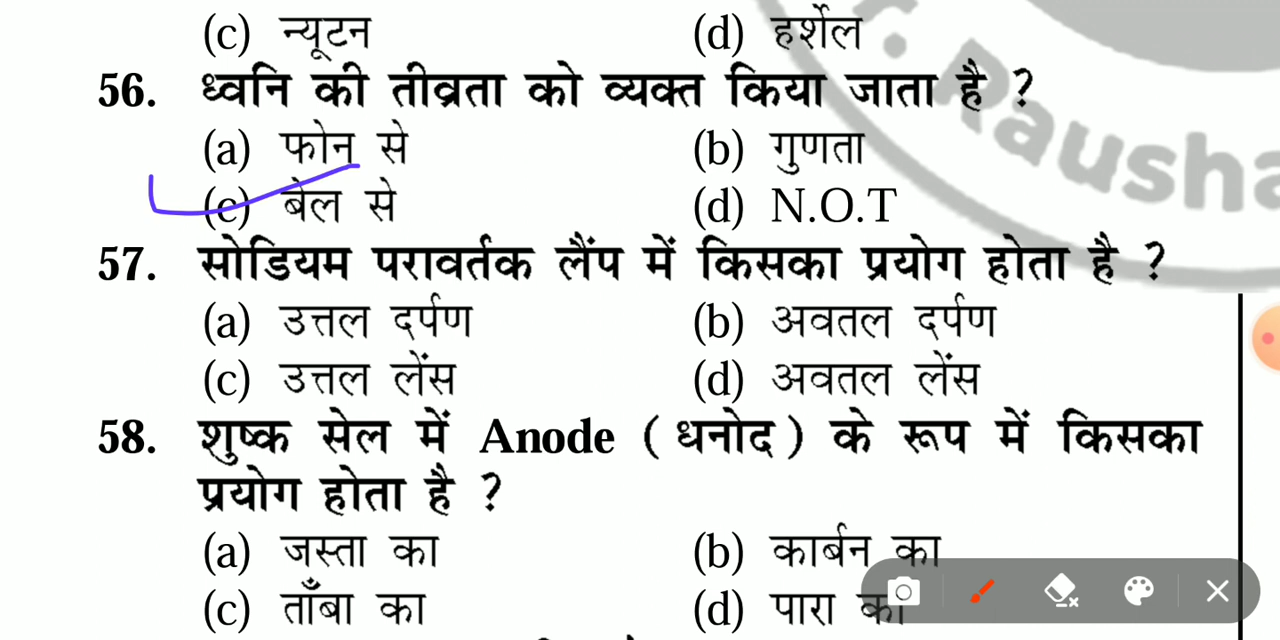 (c) न्यूटन (d) हर्शेल
56. ध्वनि की तीव्रता को व्यक्त किया जाता है ?
(a) फोन से (b) गुणता
(c) बेल से (d) N.O.T
57. सोडियम परावर्तक लैंप में किसका प्रयोग होता है ?
(a) उत्तल दर्पण (b) अवतल दर्पण
(c) उत्तल लेंस (d) अवतल लेंस
58. शुष्क सेल में Anode ( धनोद ) के रूप में किसका
प्रयोग होता है ?
(a) जस्ता का (b) कार्बन का
(c) ताँबा का (d) पारा का
r. Rausha